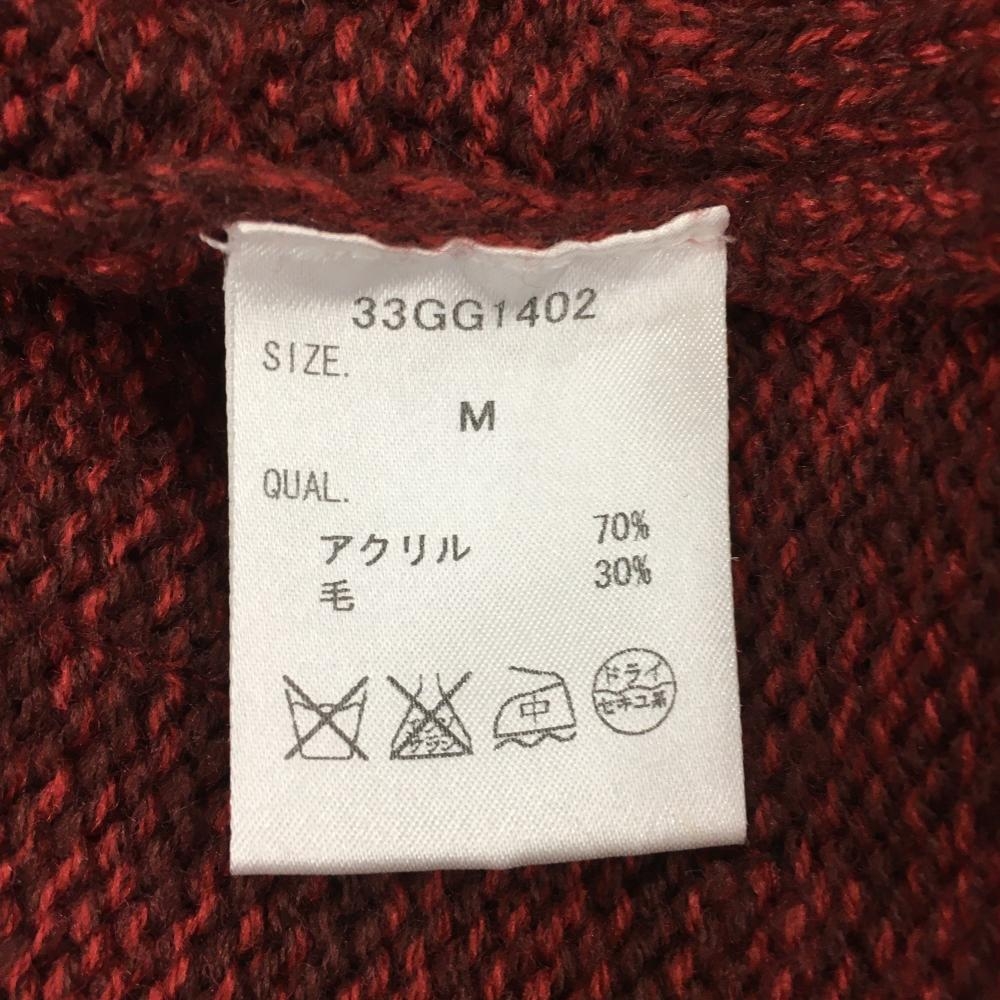 33GG1402
SIZE.
M
QUAL.
アクリル 70%
毛 30%
中
ドライ
セキユ系